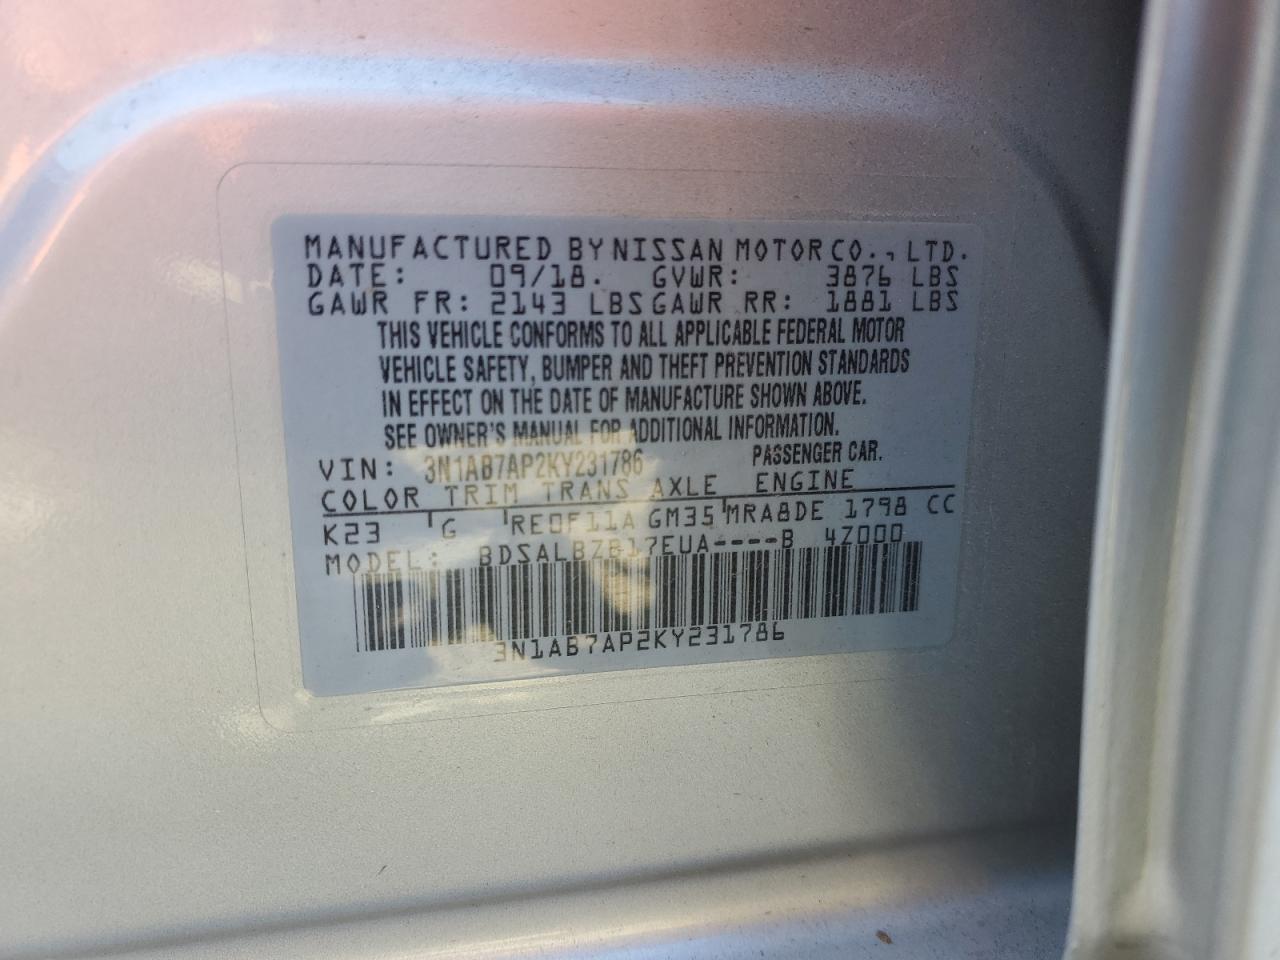 MANUFACTURED BY NISSAN MOTOR CO., LTD.
DATE: 09/18. GVWR: 3876 LBS
GAWR FR: 2143 LBS GAWR RR: 1881 LBS
THIS VEHICLE CONFORMS TO ALL APPLICABLE FEDERAL MOTOR
VEHICLE SAFETY, BUMPER AND THEFT PREVENTION STANDARDS
IN EFFECT ON THE DATE OF MANUFACTURE SHOWN ABOVE.
SEE OWNER'S MANUAL FOR ADDITIONAL INFORMATION.
VIN: 3N1AB7AP2KY231786 PASSENGER CAR.
COLOR TRIM TRANS AXLE ENGINE
K23 G RE0F11A GM35 MRA8DE 1798 CC
MODEL: BDSALBZB17EUA----B 4Z000
3N1AB7AP2KY231786